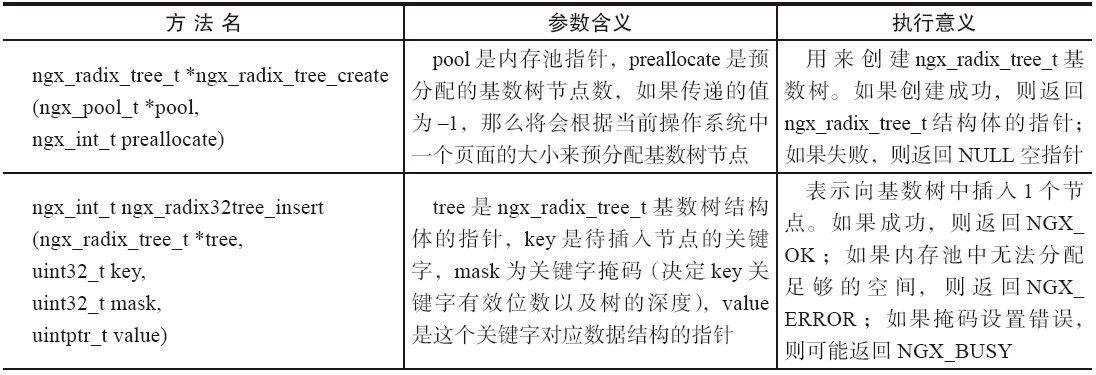 方法名
参数含义
执行意义
ngx_radix_tree_t *ngx_radix_tree_create
(ngx_pool_t *pool,
ngx_int_t preallocate)
pool 是内存池指针，preallocate 是预
分配的基数树节点数，如果传递的值
为 –1，那么将会根据当前操作系统中
一个页面的大小来预分配基数树节点
用来创建 ngx_radix_tree_t 基
数树。如果创建成功，则返回
ngx_radix_tree_t 结构体的指针；
如果失败，则返回 NULL 空指针
ngx_int_t ngx_radix32tree_insert
(ngx_radix_tree_t *tree,
uint32_t key,
uint32_t mask,
uintptr_t value)
tree 是 ngx_radix_tree_t 基数树结构
体的指针，key 是待插入节点的关键
字，mask 为关键字掩码（决定 key 关
键字有效位数以及树的深度），value
是这个关键字对应数据结构的指针
表示向基数树中插入 1 个节
点。如果成功，则返回 NGX_
OK；如果内存池中无法分配
足够的空间，则返回 NGX_
ERROR；如果掩码设置错误，
则可能返回 NGX_BUSY